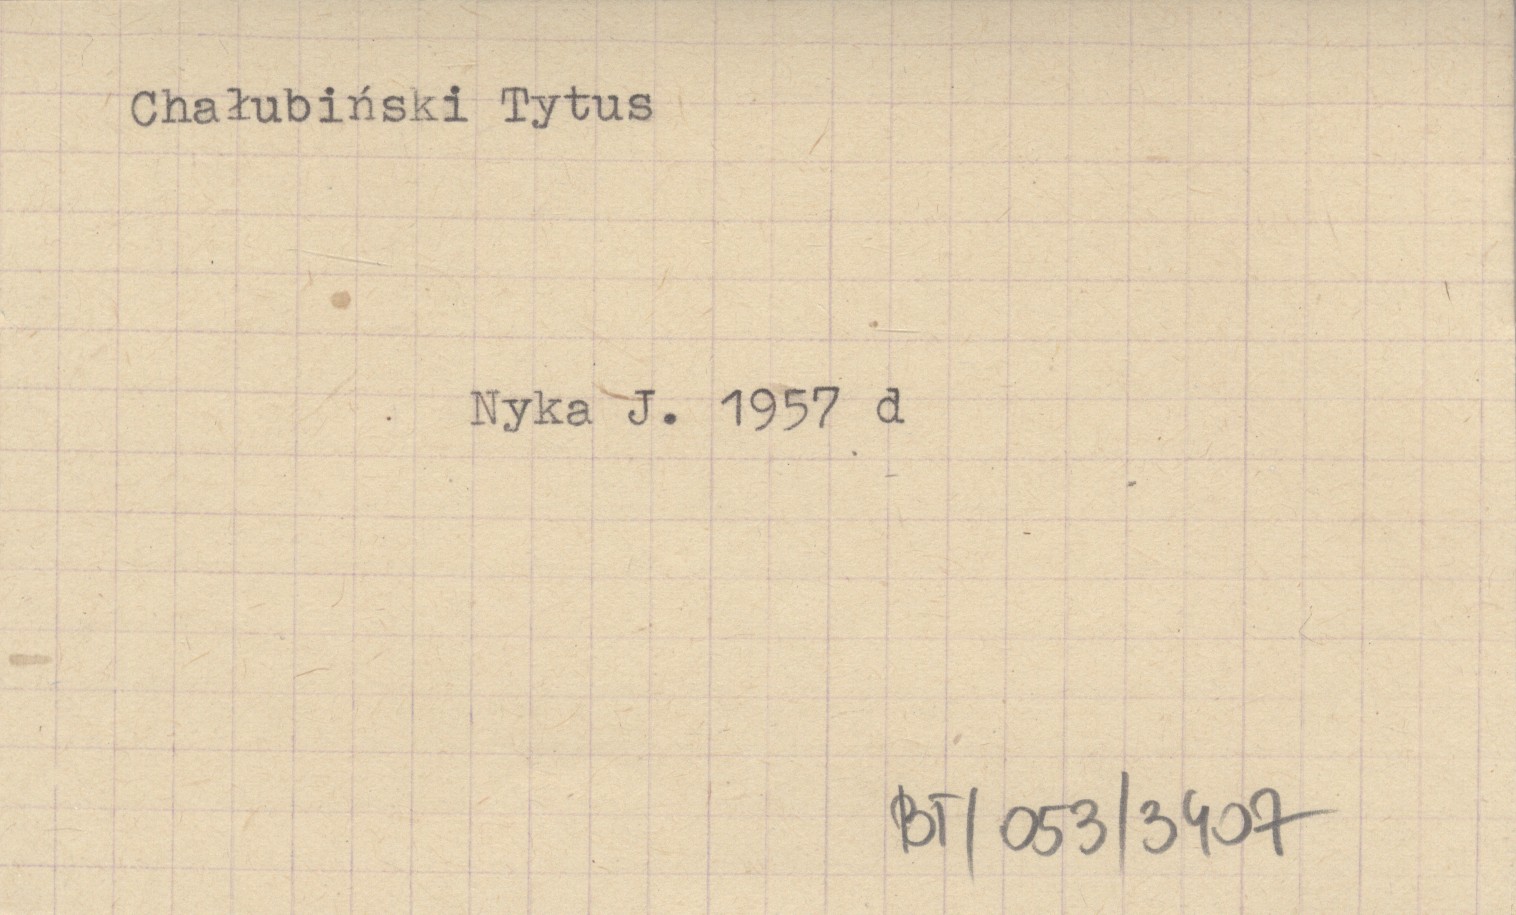 Chałubiński Tytus
Nyka J. 1957 d
BT/053/3407